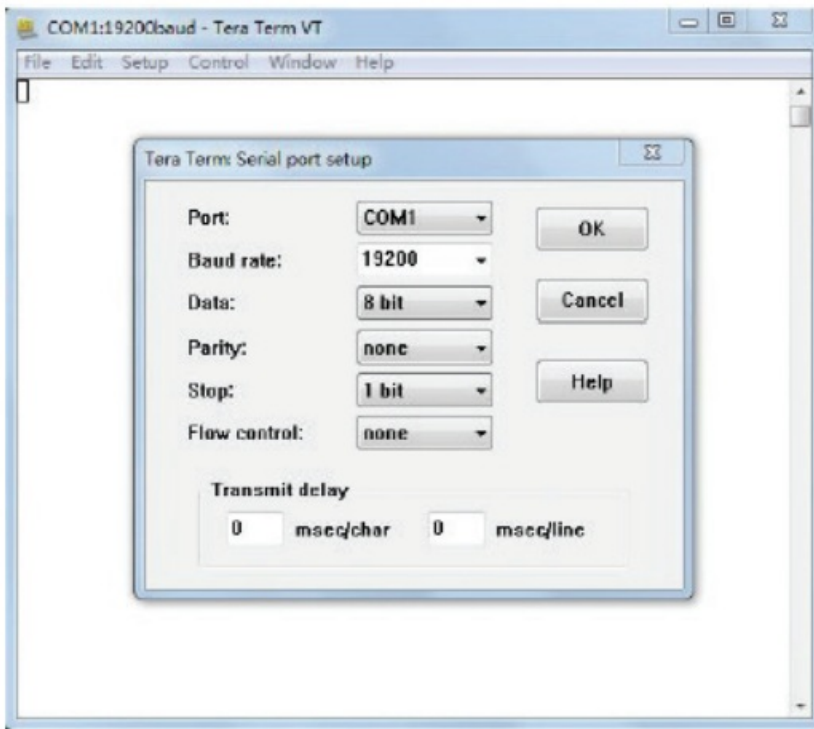 COM1:19200baud - Tera Term VT
File Edit Setup Control Window Help
Tera Term: Serial port setup
Port: COM1 OK
Baud rate: 19200
Data: 8 bit Cancel
Parity: none
Stop: 1 bit Help
Flow control: none
Transmit delay
0 msec/char 0 msec/line